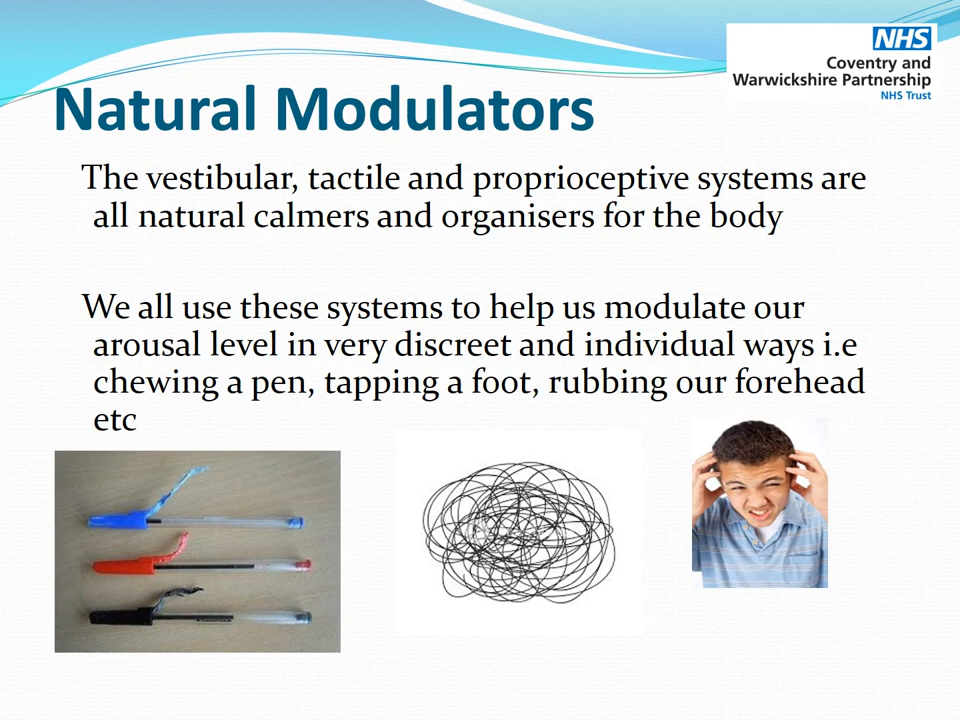 NHS
Coventry and
Warwickshire Partnership
NHS Trust
Natural Modulators
The vestibular, tactile and proprioceptive systems are
all natural calmers and organisers for the body
We all use these systems to help us modulate our
arousal level in very discreet and individual ways i.e
chewing a pen, tapping a foot, rubbing our forehead
etc